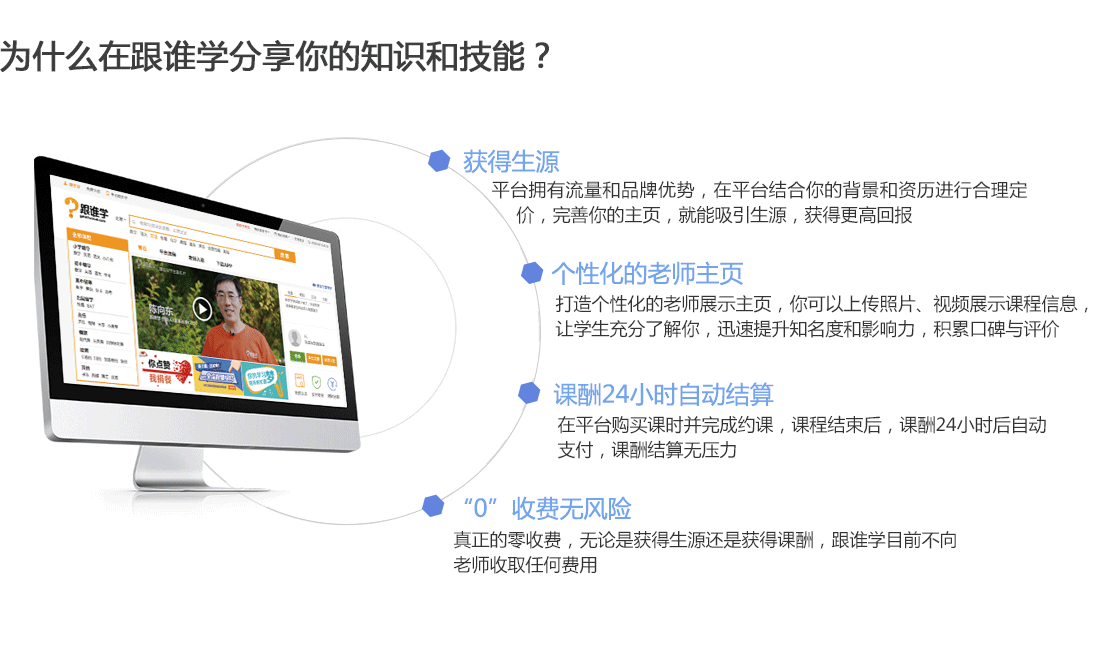 为什么在跟谁学分享你的知识和技能？
跟谁学
陈向东
你点赞
我捐餐
获得生源
平台拥有流量和品牌优势，在平台结合你的背景和资历进行合理定
价，完善你的主页，就能吸引生源，获得更高回报
个性化的老师主页
打造个性化的老师展示主页，你可以上传照片、视频展示课程信息，
让学生充分了解你，迅速提升知名度和影响力，积累口碑与评价
课酬24小时自动结算
在平台购买课时并完成约课，课程结束后，课酬24小时后自动
支付，课酬结算无压力
“0”收费无风险
真正的零收费，无论是获得生源还是获得课酬，跟谁学目前不向
老师收取任何费用